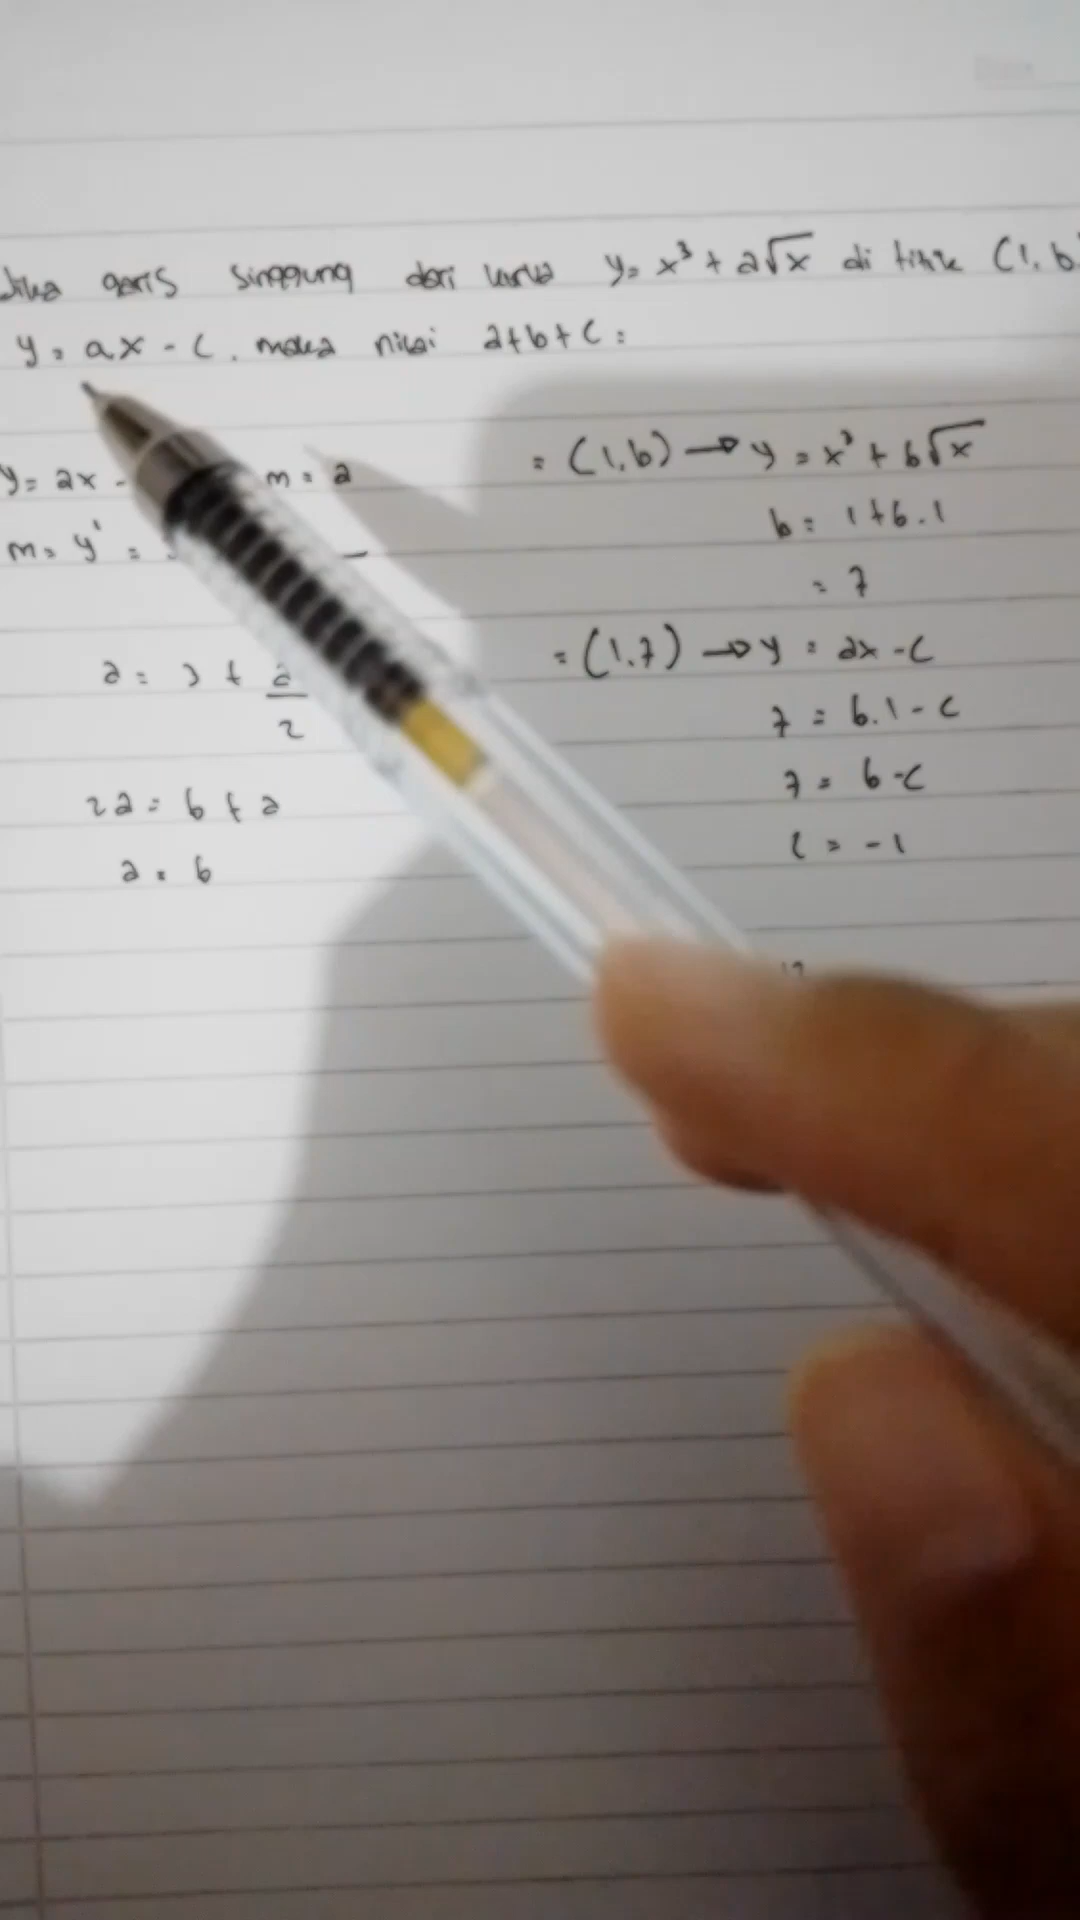 Jika garis singgung dari kurva y = x³ + a√x di titik (1, b)
y = ax - c. maka nilai a+b+c =
y = ax - m = a
m = y' =
a = 3 + a/2
2a = 6 + a
a = 6
= (1, b) → y = x³ + 6√x
b = 1+6.1
= 7
= (1.7) → y = ax - c
7 = 6.1 - c
7 = 6 - c
c = -1
12